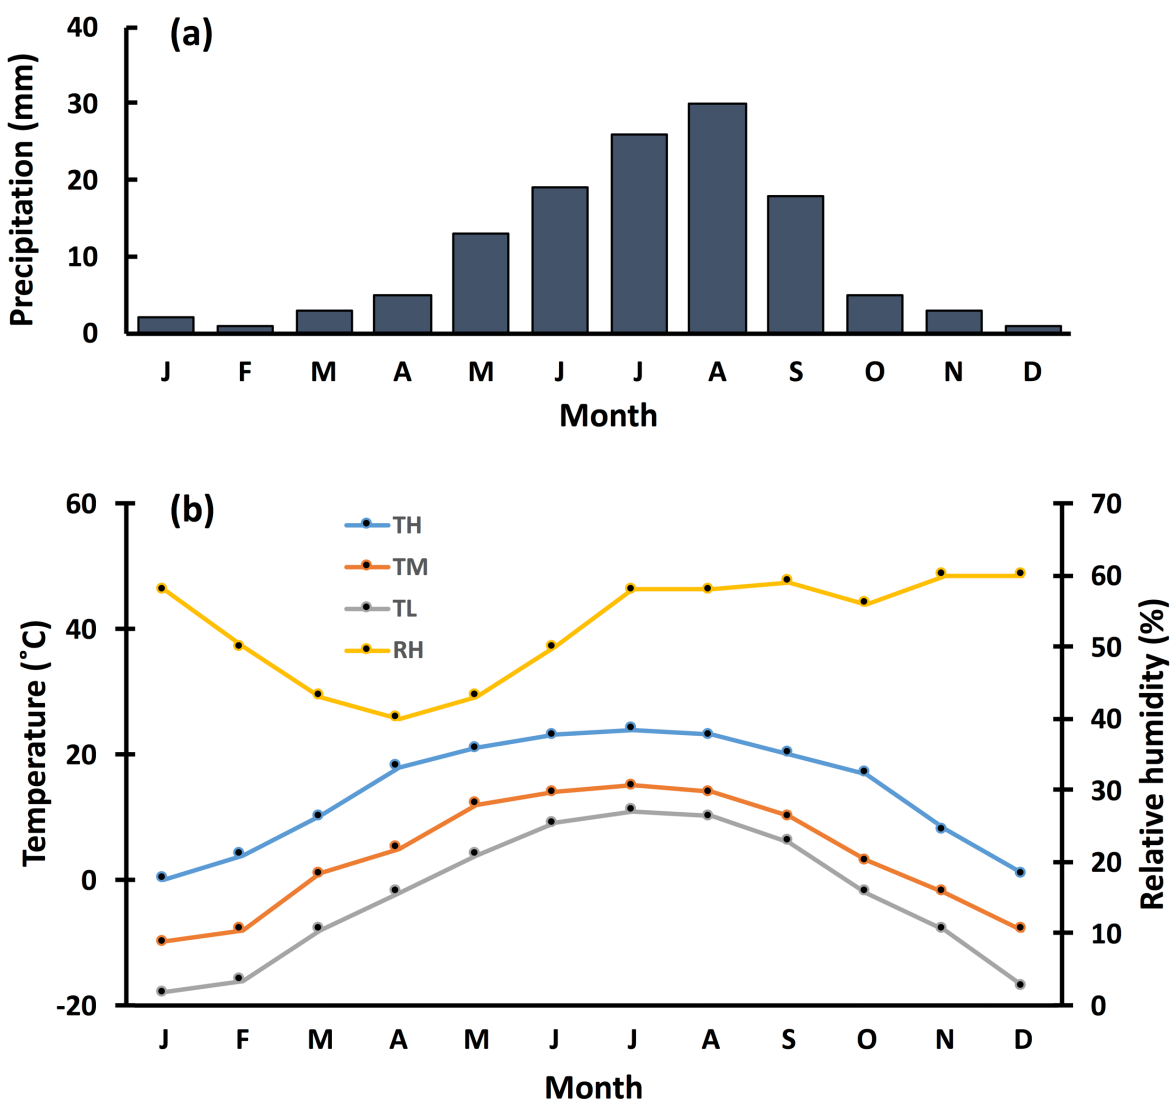 (a)
Precipitation (mm)
40
30
20
10
0
J F M A M J J A S O N D
Month
(b)
Temperature (˚C)
60
40
20
0
-20
TH
TM
TL
RH
70
60
50
40
30
20
10
0
Relative humidity (%)
J F M A M J J A S O N D
Month